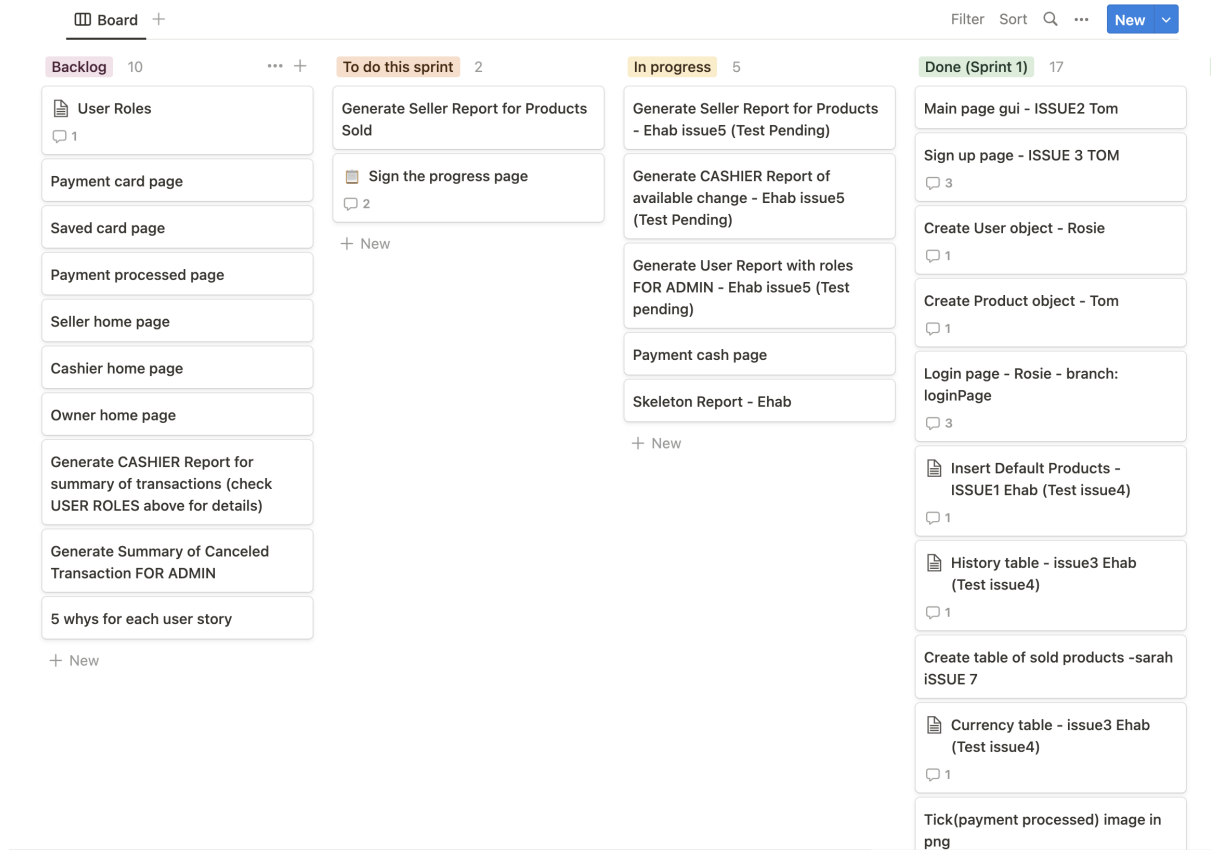 Board
Filter
Sort
New
Backlog 10
User Roles
1
Payment card page
Saved card page
Payment processed page
Seller home page
Cashier home page
Owner home page
Generate CASHIER Report for
summary of transactions (check
USER ROLES above for details)
Generate Summary of Canceled
Transaction FOR ADMIN
5 whys for each user story
New
To do this sprint 2
Generate Seller Report for Products
Sold
Sign the progress page
2
New
In progress 5
Generate Seller Report for Products
- Ehab issue5 (Test Pending)
Generate CASHIER Report of
available change - Ehab issue5
(Test Pending)
Generate User Report with roles
FOR ADMIN - Ehab issue5 (Test
pending)
Payment cash page
Skeleton Report - Ehab
New
Done (Sprint 1) 17
Main page gui - ISSUE2 Tom
Sign up page - ISSUE 3 TOM
3
Create User object - Rosie
1
Create Product object - Tom
1
Login page - Rosie - branch:
loginPage
3
Insert Default Products -
ISSUE1 Ehab (Test issue4)
1
History table - issue3 Ehab
(Test issue4)
1
Create table of sold products -sarah
iSSUE 7
Currency table - issue3 Ehab
(Test issue4)
1
Tick(payment processed) image in
png